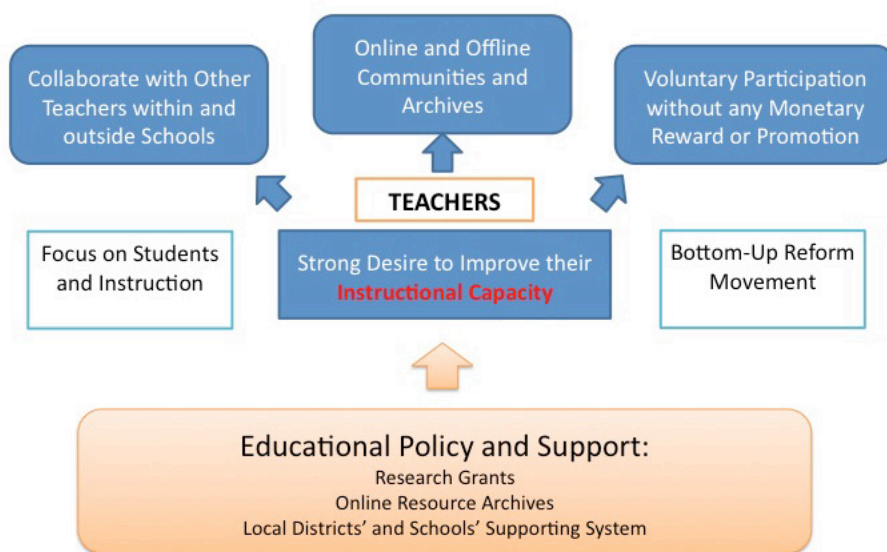 Collaborate with Other
Teachers within and
outside Schools
Online and Offline
Communities and
Archives
Voluntary Participation
without any Monetary
Reward or Promotion
TEACHERS
Focus on Students
and Instruction
Strong Desire to Improve their
Instructional Capacity
Bottom-Up Reform
Movement
Educational Policy and Support:
Research Grants
Online Resource Archives
Local Districts’ and Schools’ Supporting System